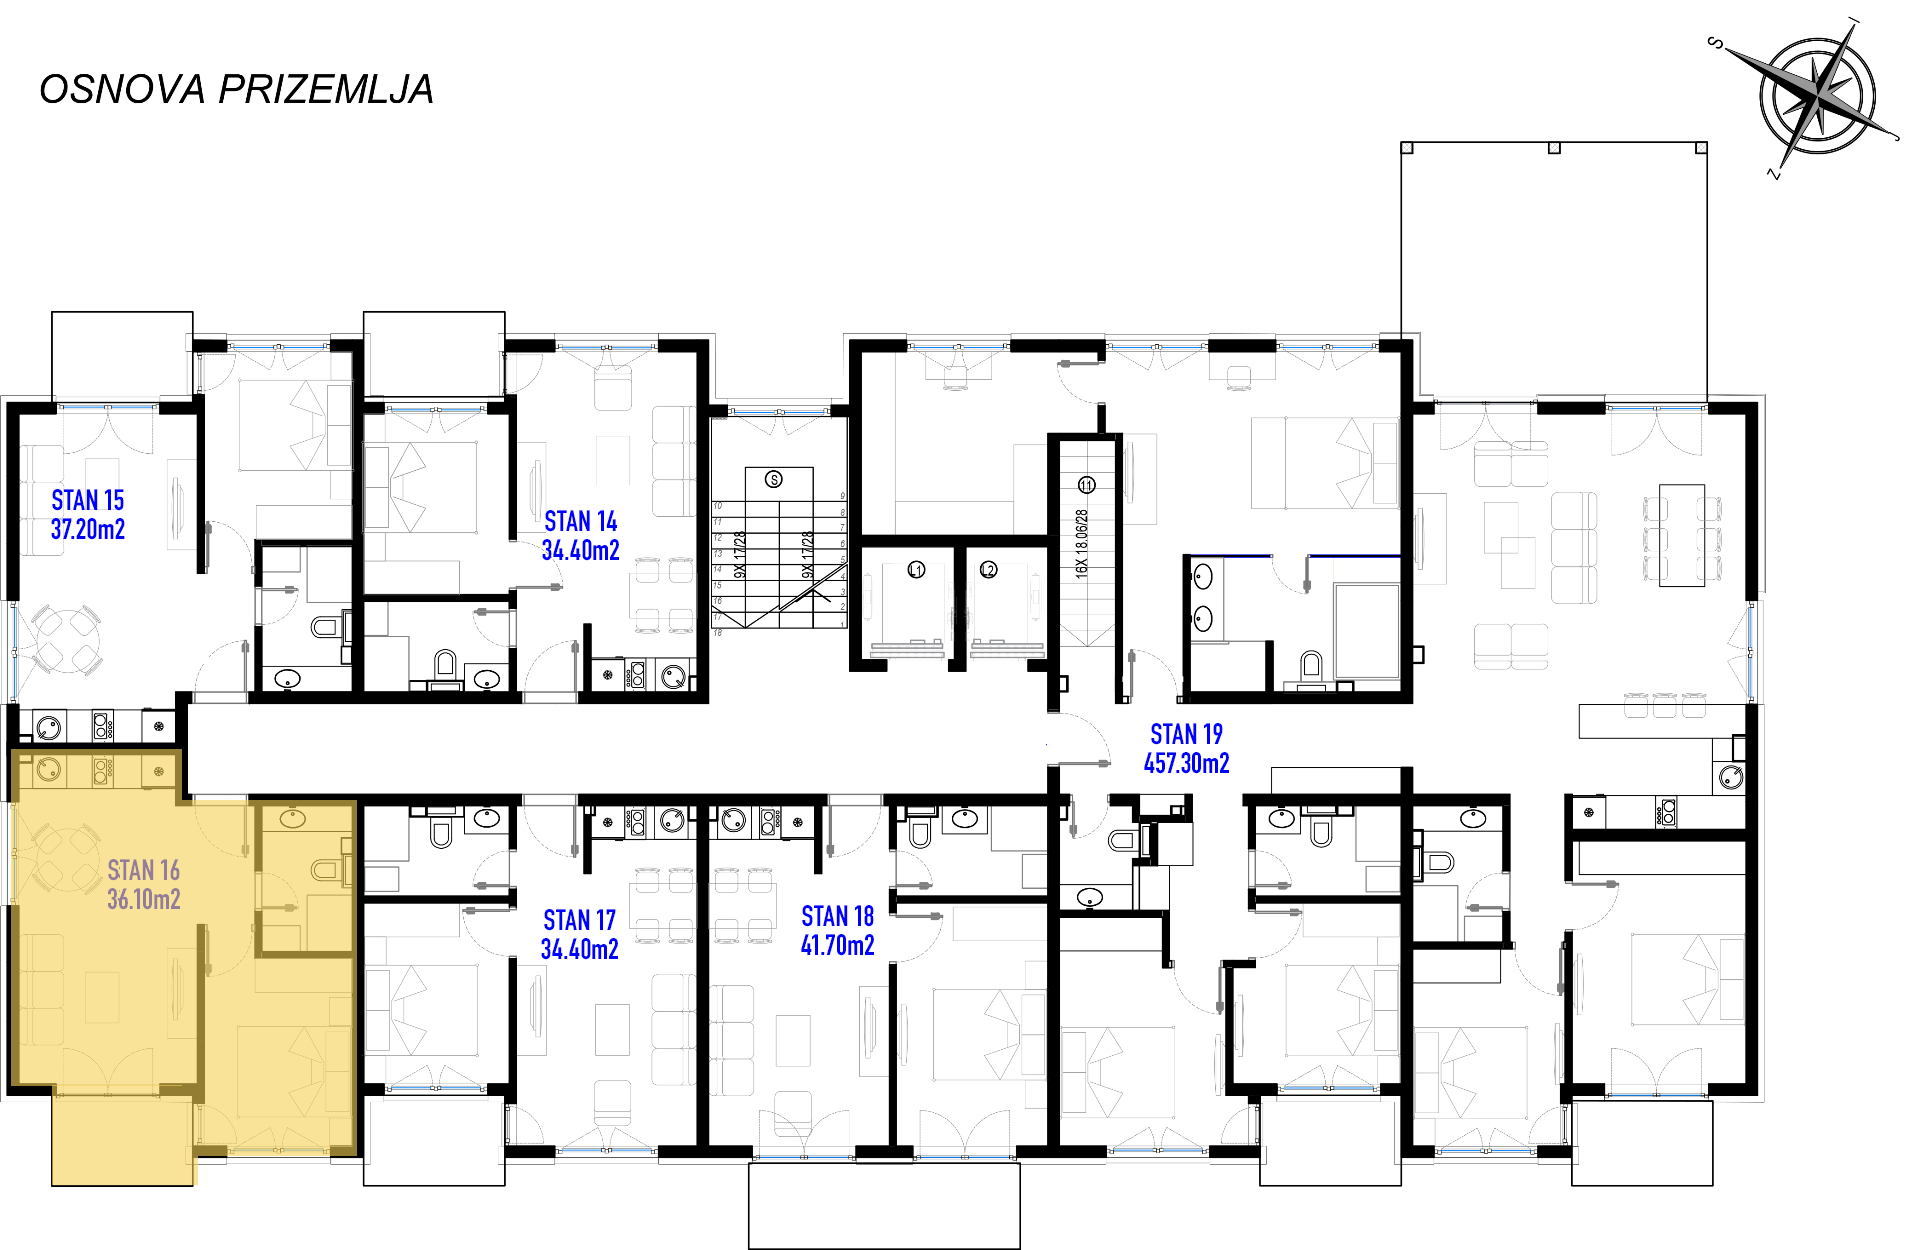 OSNOVA PRIZEMLJA
S
I
J
Z
STAN 15
37.20m2
STAN 14
34.40m2
S
9X 17/28
9X 17/28
10
11
12
13
14
15
16
17
18
9
8
7
6
5
4
3
2
1
L1
L2
11
16X 18.06/28
STAN 19
457.30m2
STAN 16
36.10m2
STAN 17
34.40m2
STAN 18
41.70m2